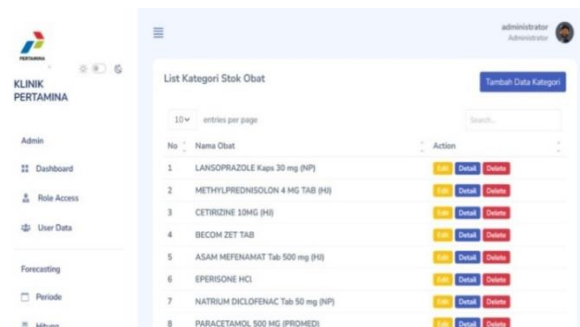 PERTAMINA
KLINIK
PERTAMINA
Admin
Dashboard
Role Access
User Data
Forecasting
Periode
Hitung
administrator
Administrator
List Kategori Stok Obat
Tambah Data Kategori
10 entries per page
Search...
No Nama Obat Action
1 LANSOPRAZOLE Kaps 30 mg (NP) Edit Detail Delete
2 METHYLPREDNISOLON 4 MG TAB (HJ) Edit Detail Delete
3 CETIRIZINE 10MG (HJ) Edit Detail Delete
4 BECOM ZET TAB Edit Detail Delete
5 ASAM MEFENAMAT Tab 500 mg (HJ) Edit Detail Delete
6 EPERISONE HCl Edit Detail Delete
7 NATRIUM DICLOFENAC Tab 50 mg (NP) Edit Detail Delete
8 PARACETAMOL 500 MG (PROMED) Edit Detail Delete